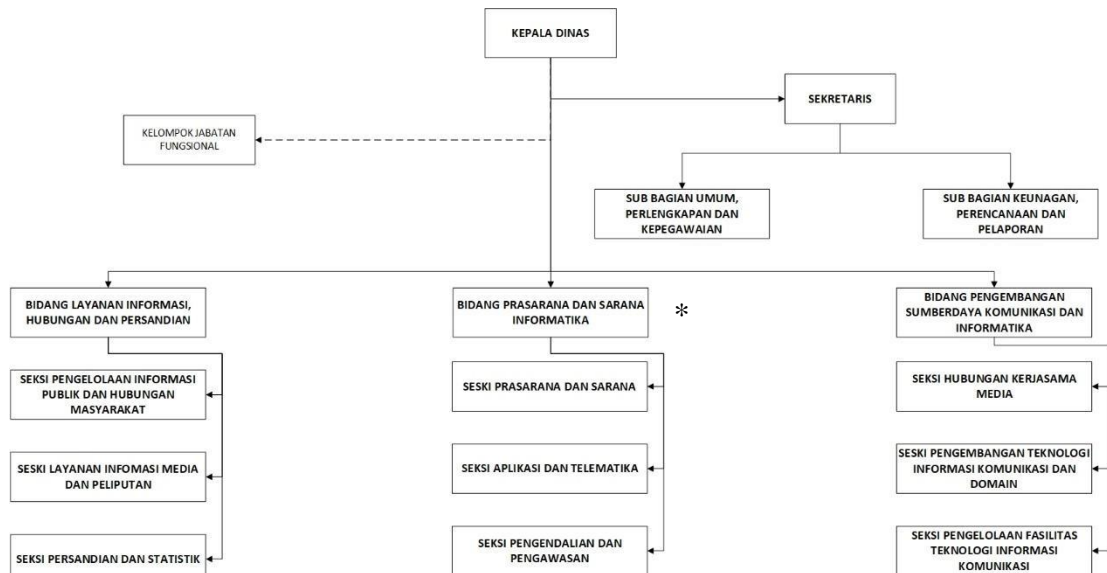 KEPALA DINAS
SEKRETARIS
KELOMPOK JABATAN
FUNGSIONAL
SUB BAGIAN UMUM,
PERLENGKAPAN DAN
KEPEGAWAIAN
SUB BAGIAN KEUNAGAN,
PERENCANAAN DAN
PELAPORAN
BIDANG LAYANAN INFORMASI,
HUBUNGAN DAN PERSANDIAN
BIDANG PRASARANA DAN SARANA
INFORMATIKA
*
BIDANG PENGEMBANGAN
SUMBERDAYA KOMUNIKASI DAN
INFORMATIKA
SEKSI PENGELOLAAN INFORMASI
PUBLIK DAN HUBUNGAN
MASYARAKAT
SESKI PRASARANA DAN SARANA
SEKSI HUBUNGAN KERJASAMA
MEDIA
SESKI LAYANAN INFOMASI MEDIA
DAN PELIPUTAN
SEKSI APLIKASI DAN TELEMATIKA
SESKI PENGEMBANGAN TEKNOLOGI
INFORMASI KOMUNIKASI DAN
DOMAIN
SEKSI PERSANDIAN DAN STATISTIK
SEKSI PENGENDALIAN DAN
PENGAWASAN
SEKSI PENGELOLAAN FASILITAS
TEKNOLOGI INFORMASI
KOMUNIKASI